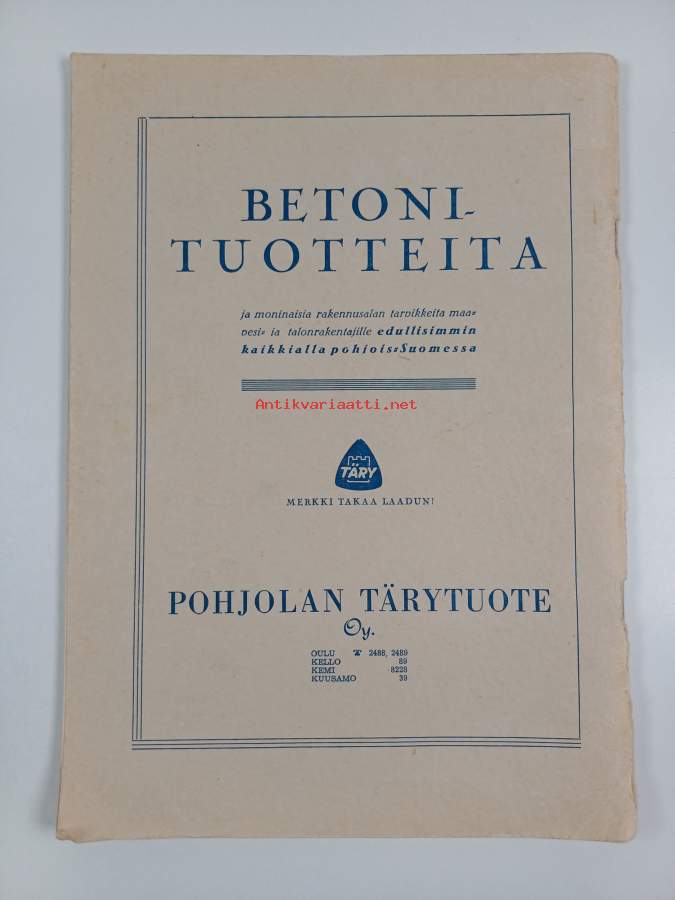 BETONI-
TUOTTEITA
ja moninaisia rakennusalan tarvikkeita maa-
vesi- ja talonrakentajille edullisimmin
kaikkialla pohjois-Suomessa
Antikvariaatti.net
TÄRY
MERKKI TAKAA LAADUN!
POHJOLAN TÄRYTUOTE
Oy.
OULU ☎ 2488, 2489
KELLO 89
KEMI 8228
KUUSAMO 39